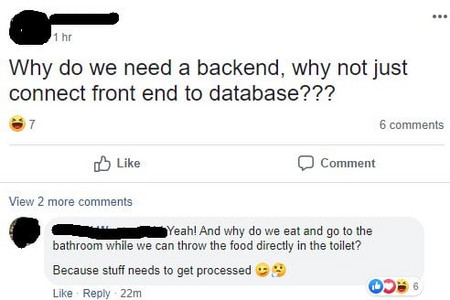 1 hr
Why do we need a backend, why not just
connect front end to database???
7
6 comments
Like
Comment
View 2 more comments
Yeah! And why do we eat and go to the
bathroom while we can throw the food directly in the toilet?
Because stuff needs to get processed
6
Like · Reply · 22m